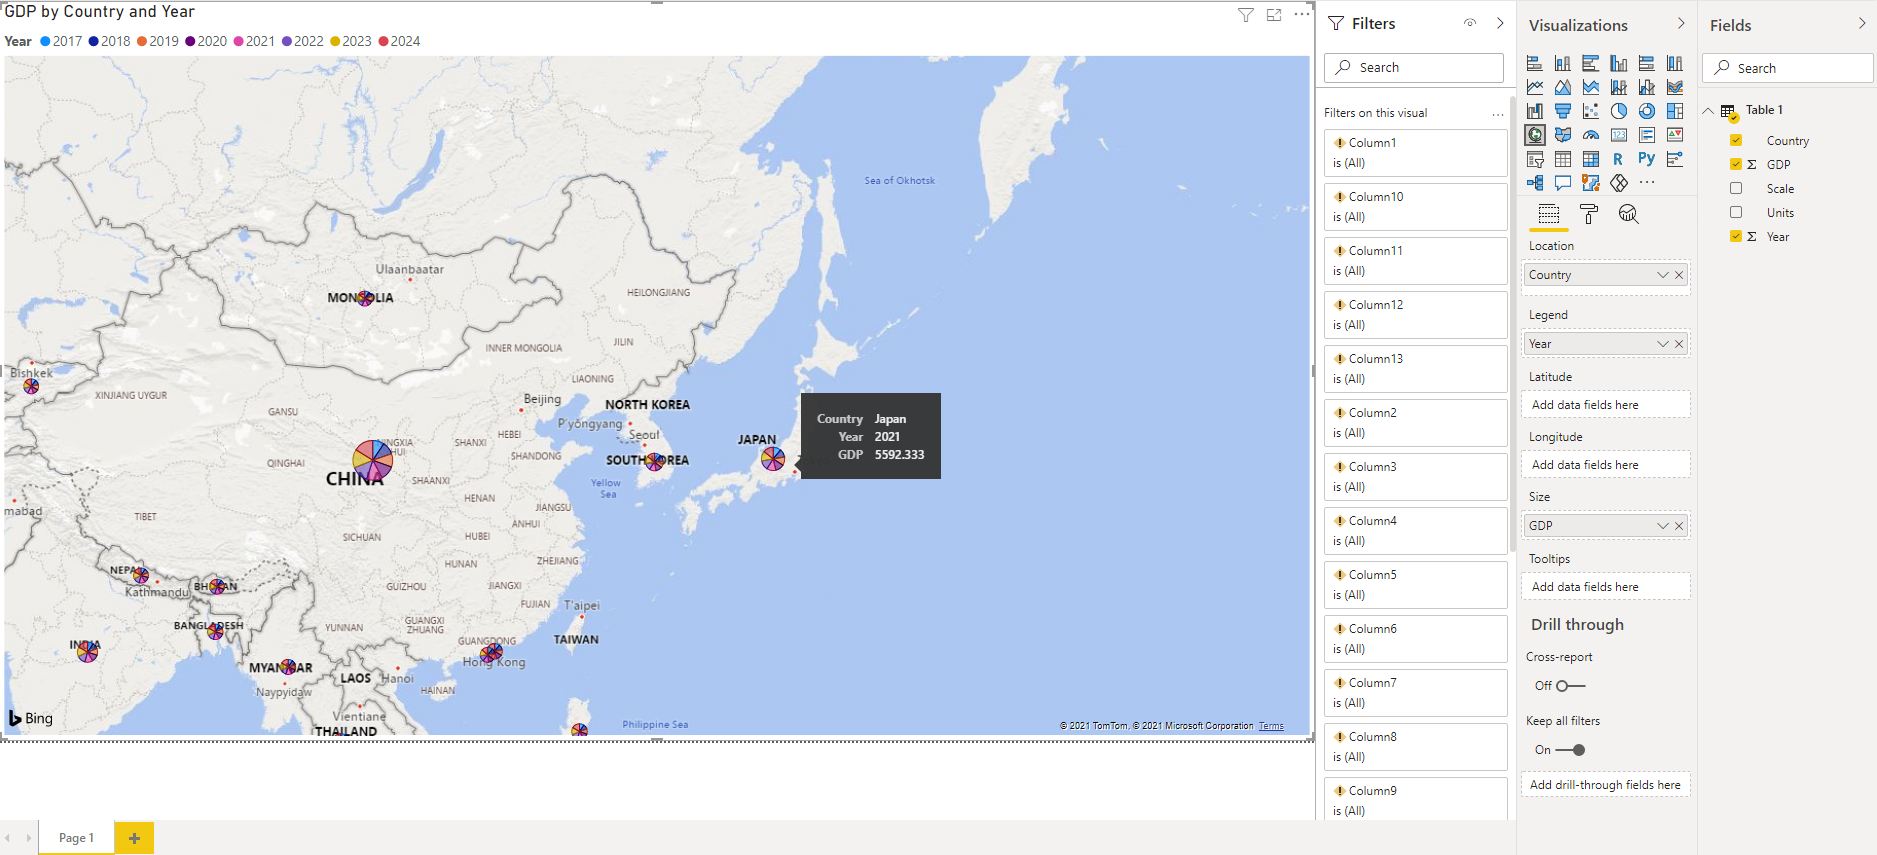 GDP by Country and Year
Year 2017 2018 2019 2020 2021 2022 2023 2024
Sea of Okhotsk
Ulaanbaatar
MONGOLIA
HEILONGJIANG
JILIN
INNER MONGOLIA
Bishkek
LIAONING
XINJIANG UYGUR
Beijing
NORTH KOREA
GANSU
P'yŏngyang
HEBEI
Seoul
NINGXIA
SHANXI
JAPAN
SHANDONG
SOUTH KOREA
QINGHAI
CHINA
SHAANXI
Yellow
Sea
HENAN
mabad
JIANGSU
TIBET
ANHUI
SICHUAN
HUBEI
ZHEJIANG
HUNAN
NEPAL
BHUTAN
GUIZHOU
JIANGXI
Kathmandu
FUJIAN
T'aipei
BANGLADESH
YUNNAN
GUANGXI
ZHUANG
TAIWAN
INDIA
GUANGDONG
Hong Kong
MYANMAR
LAOS
Hanoi
Naypyidaw
HAINAN
Vientiane
Philippine Sea
THAILAND
Bing
© 2021 TomTom, © 2021 Microsoft Corporation Terms
Country Japan
Year 2021
GDP 5592.333
Filters
Search
Filters on this visual
Column1
is (All)
Column10
is (All)
Column11
is (All)
Column12
is (All)
Column13
is (All)
Column2
is (All)
Column3
is (All)
Column4
is (All)
Column5
is (All)
Column6
is (All)
Column7
is (All)
Column8
is (All)
Column9
is (All)
Visualizations
123
R Py
Location
Country
Legend
Year
Latitude
Add data fields here
Longitude
Add data fields here
Size
GDP
Tooltips
Add data fields here
Drill through
Cross-report
Off
Keep all filters
On
Add drill-through fields here
Fields
Search
Table 1
Country
Σ GDP
Scale
Units
Σ Year
Page 1
+